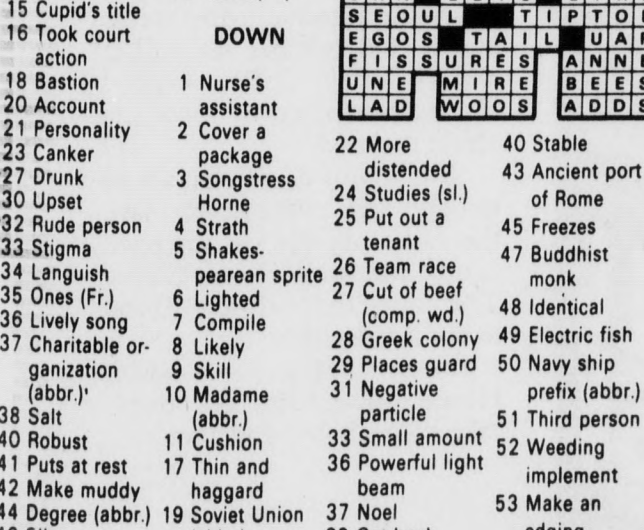 15 Cupid's title
16 Took court
action
18 Bastion
20 Account
21 Personality
23 Canker
27 Drunk
30 Upset
32 Rude person
33 Stigma
34 Languish
35 Ones (Fr.)
36 Lively song
37 Charitable or-
ganization
(abbr.)'
38 Salt
40 Robust
41 Puts at rest
42 Make muddy
44 Degree (abbr.)
DOWN
1 Nurse's
assistant
2 Cover a
package
3 Songstress
Horne
4 Strath
5 Shakes-
pearean sprite
6 Lighted
7 Compile
8 Likely
9 Skill
10 Madame
(abbr.)
11 Cushion
17 Thin and
haggard
19 Soviet Union
SEOUL TIPTO
EGOS TAIL UA
FISSURES ANN
UNE MIRE BEES
LAD WOOS ADD
22 More
distended
24 Studies (sl.)
25 Put out a
tenant
26 Team race
27 Cut of beef
(comp. wd.)
28 Greek colony
29 Places guard
31 Negative
particle
33 Small amount
36 Powerful light
beam
37 Noel
40 Stable
43 Ancient port
of Rome
45 Freezes
47 Buddhist
monk
48 Identical
49 Electric fish
50 Navy ship
prefix (abbr.)
51 Third person
52 Weeding
implement
53 Make an
edging